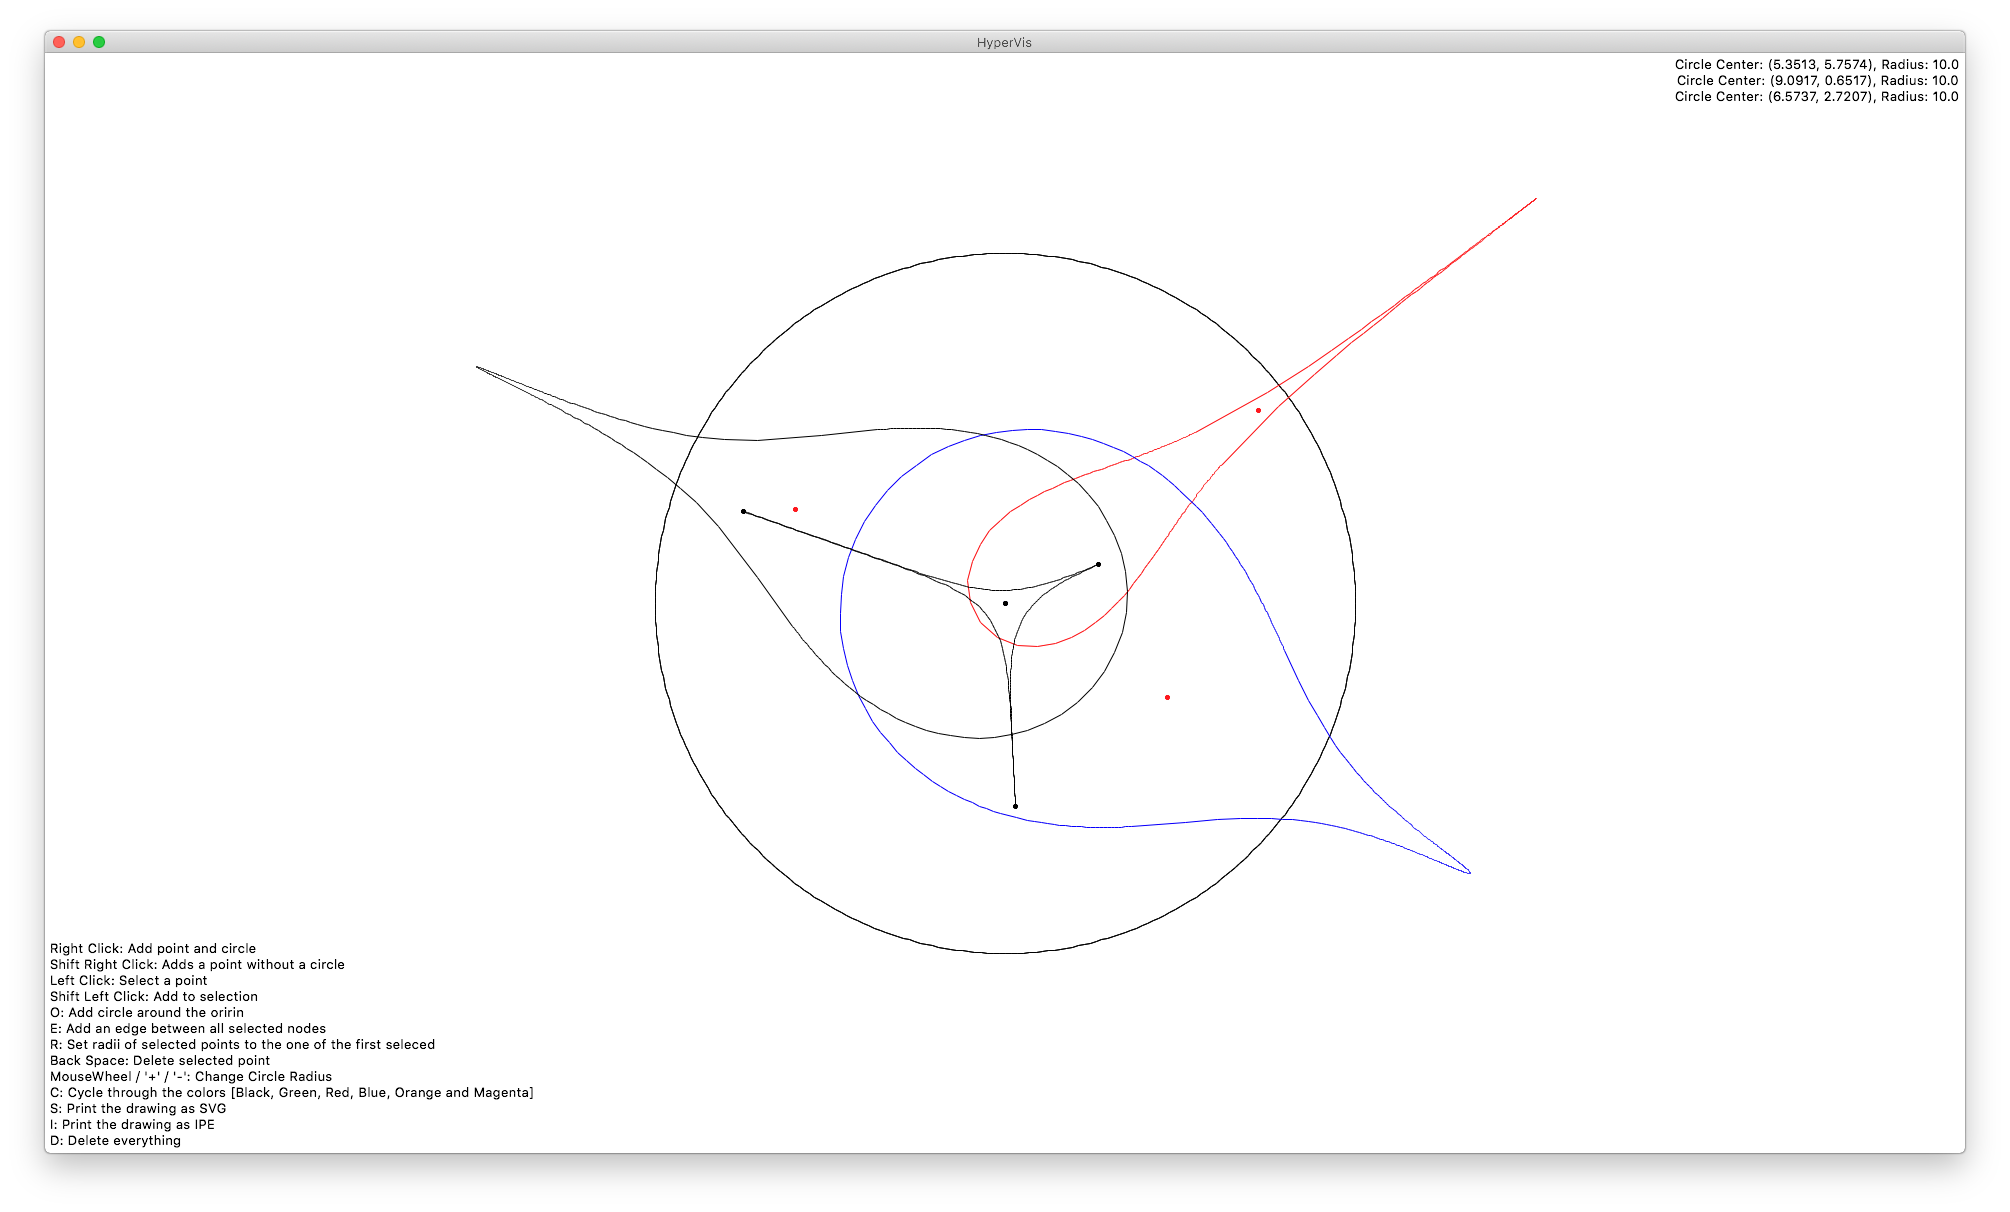 HyperVis
Circle Center: (5.3513, 5.7574), Radius: 10.0
Circle Center: (9.0917, 0.6517), Radius: 10.0
Circle Center: (6.5737, 2.7207), Radius: 10.0
Right Click: Add point and circle
Shift Right Click: Adds a point without a circle
Left Click: Select a point
Shift Left Click: Add to selection
O: Add circle around the oririn
E: Add an edge between all selected nodes
R: Set radii of selected points to the one of the first seleced
Back Space: Delete selected point
MouseWheel / '+' / '-': Change Circle Radius
C: Cycle through the colors [Black, Green, Red, Blue, Orange and Magenta]
S: Print the drawing as SVG
I: Print the drawing as IPE
D: Delete everything